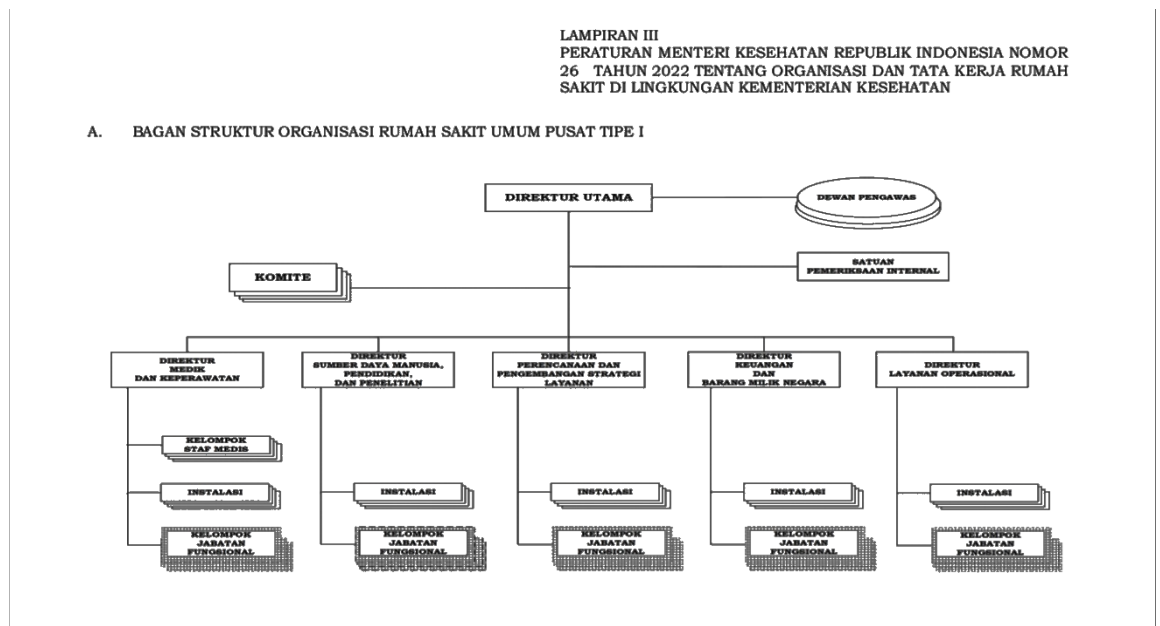 LAMPIRAN III
PERATURAN MENTERI KESEHATAN REPUBLIK INDONESIA NOMOR
26 TAHUN 2022 TENTANG ORGANISASI DAN TATA KERJA RUMAH
SAKIT DI LINGKUNGAN KEMENTERIAN KESEHATAN
A. BAGAN STRUKTUR ORGANISASI RUMAH SAKIT UMUM PUSAT TIPE I
DIREKTUR UTAMA
DEWAN PENGAWAS
SATUAN
PEMERIKSAAN INTERNAL
KOMITE
DIREKTUR
MEDIK
DAN KEPERAWATAN
DIREKTUR
SUMBER DAYA MANUSIA,
PENDIDIKAN,
DAN PENELITIAN
DIREKTUR
PERENCANAAN DAN
PENGEMBANGAN STRATEGI
LAYANAN
DIREKTUR
KEUANGAN
DAN
BARANG MILIK NEGARA
DIREKTUR
LAYANAN OPERASIONAL
KELOMPOK
STAF MEDIS
INSTALASI
INSTALASI
INSTALASI
INSTALASI
INSTALASI
KELOMPOK
JABATAN
FUNGSIONAL
KELOMPOK
JABATAN
FUNGSIONAL
KELOMPOK
JABATAN
FUNGSIONAL
KELOMPOK
JABATAN
FUNGSIONAL
KELOMPOK
JABATAN
FUNGSIONAL